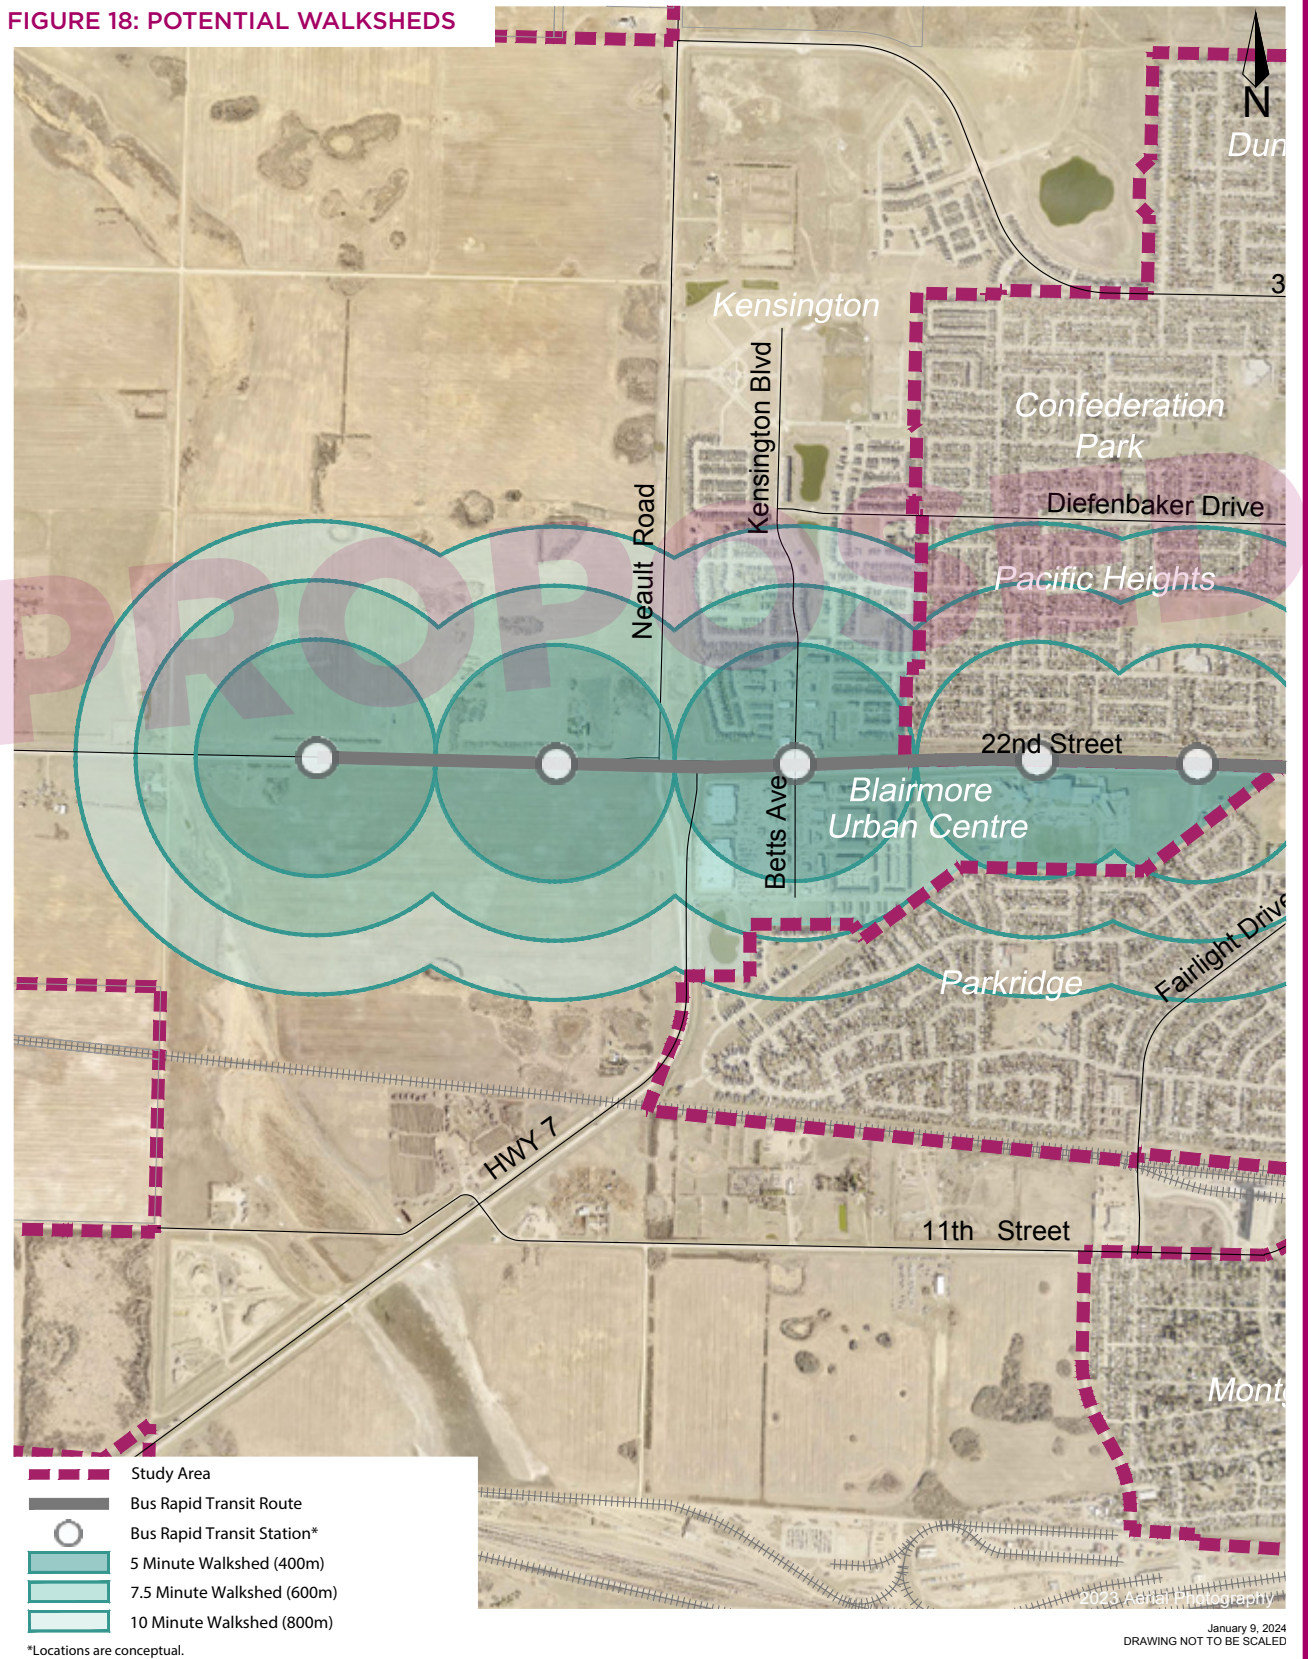 FIGURE 18: POTENTIAL WALKSHEDS
N
Dun
3
Kensington
Kensington Blvd
Confederation
Park
Diefenbaker Drive
Neault Road
Pacific Heights
PROPOSED
22nd Street
Blairmore
Urban Centre
Betts Ave
Fairlight Drive
Parkridge
HWY 7
11th Street
Montg
Study Area
Bus Rapid Transit Route
Bus Rapid Transit Station*
5 Minute Walkshed (400m)
7.5 Minute Walkshed (600m)
10 Minute Walkshed (800m)
*Locations are conceptual.
2023 Aerial Photography
January 9, 2024
DRAWING NOT TO BE SCALED